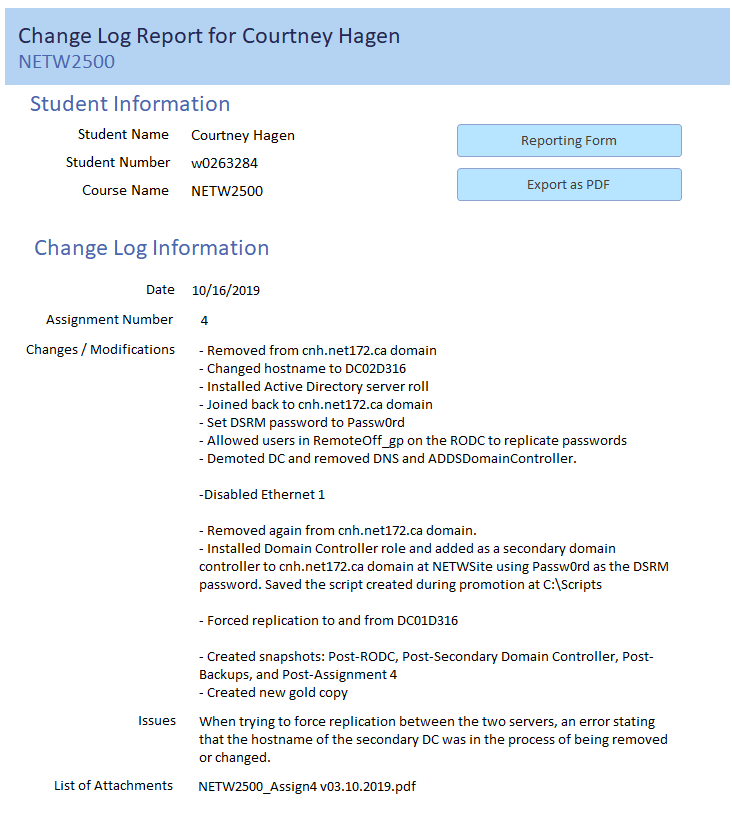 Change Log Report for Courtney Hagen
NETW2500
Student Information
Student Name Courtney Hagen
Reporting Form
Student Number w0263284
Export as PDF
Course Name NETW2500
Change Log Information
Date 10/16/2019
Assignment Number 4
Changes / Modifications - Removed from cnh.net172.ca domain
- Changed hostname to DC02D316
- Installed Active Directory server roll
- Joined back to cnh.net172.ca domain
- Set DSRM password to Passw0rd
- Allowed users in RemoteOff_gp on the RODC to replicate passwords
- Demoted DC and removed DNS and ADDSDomainController.
-Disabled Ethernet 1
- Removed again from cnh.net172.ca domain.
- Installed Domain Controller role and added as a secondary domain
controller to cnh.net172.ca domain at NETWSite using Passw0rd as the DSRM
password. Saved the script created during promotion at C:\Scripts
- Forced replication to and from DC01D316
- Created snapshots: Post-RODC, Post-Secondary Domain Controller, Post-
Backups, and Post-Assignment 4
- Created new gold copy
Issues When trying to force replication between the two servers, an error stating
that the hostname of the secondary DC was in the process of being removed
or changed.
List of Attachments NETW2500_Assign4 v03.10.2019.pdf